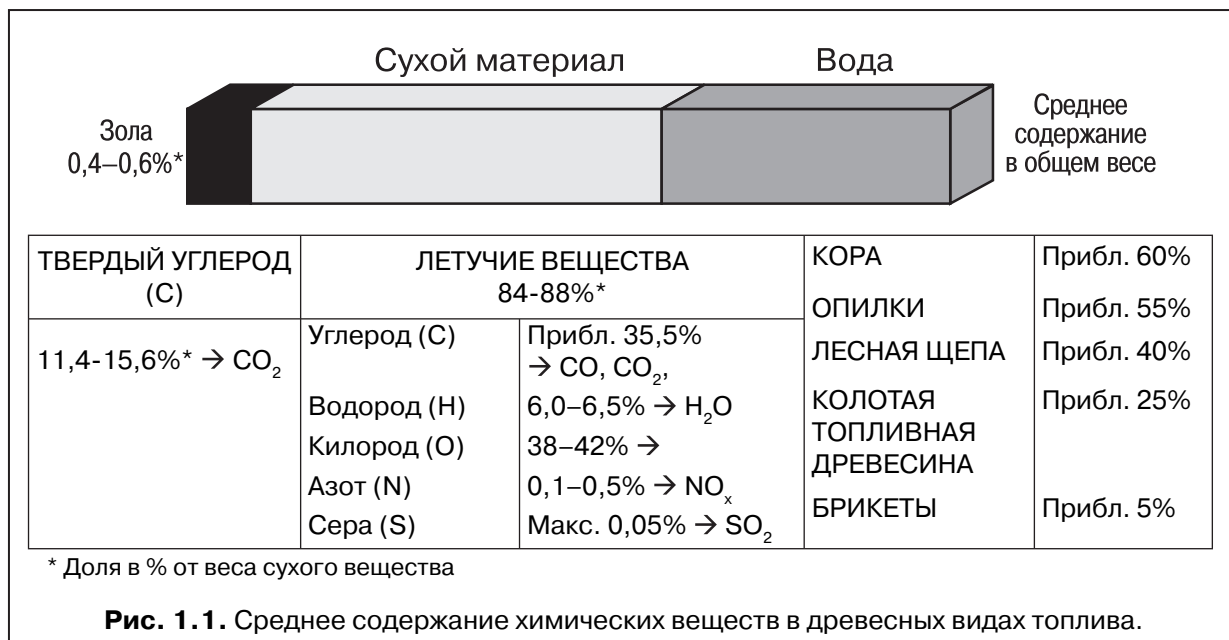 Сухой материал
Вода
Зола
0,4–0,6%*
Среднее
содержание
в общем весе
ТВЕРДЫЙ УГЛЕРОД
(C)
11,4-15,6%* → CO₂
ЛЕТУЧИЕ ВЕЩЕСТВА
84-88%*
Углерод (C)
Прибл. 35,5%
→ CO, CO₂,
Водород (H)
6,0–6,5% → H₂O
Килород (O)
38–42% →
Азот (N)
0,1–0,5% → NOₓ
Сера (S)
Макс. 0,05% → SO₂
КОРА
Прибл. 60%
ОПИЛКИ
Прибл. 55%
ЛЕСНАЯ ЩЕПА
Прибл. 40%
КОЛОТАЯ
ТОПЛИВНАЯ
ДРЕВЕСИНА
Прибл. 25%
БРИКЕТЫ
Прибл. 5%
* Доля в % от веса сухого вещества
Рис. 1.1. Среднее содержание химических веществ в древесных видах топлива.